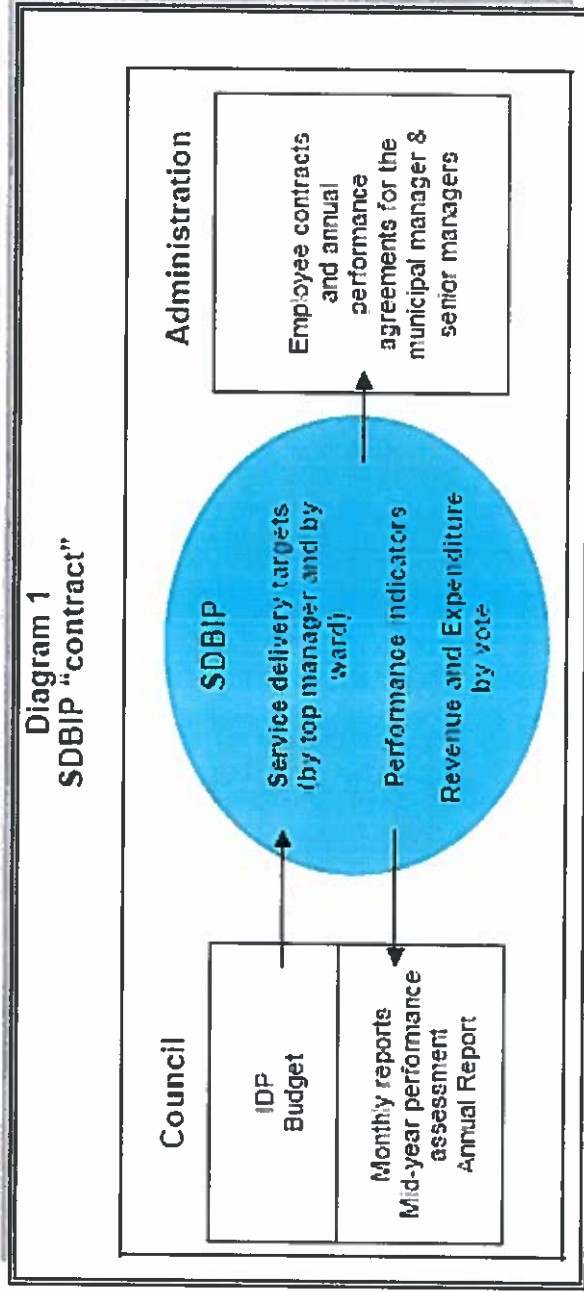 Diagram 1
SDBIP “contract”
Council
IDP
Budget
Monthly reports
Mid-year performance
assessment
Annual Report
SDBIP
Service delivery targets
(by top manager and by
ward)
Performance Indicators
Revenue and Expenditure
by vote
Administration
Employee contracts
and annual
performance
agreements for the
municipal manager &
senior managers